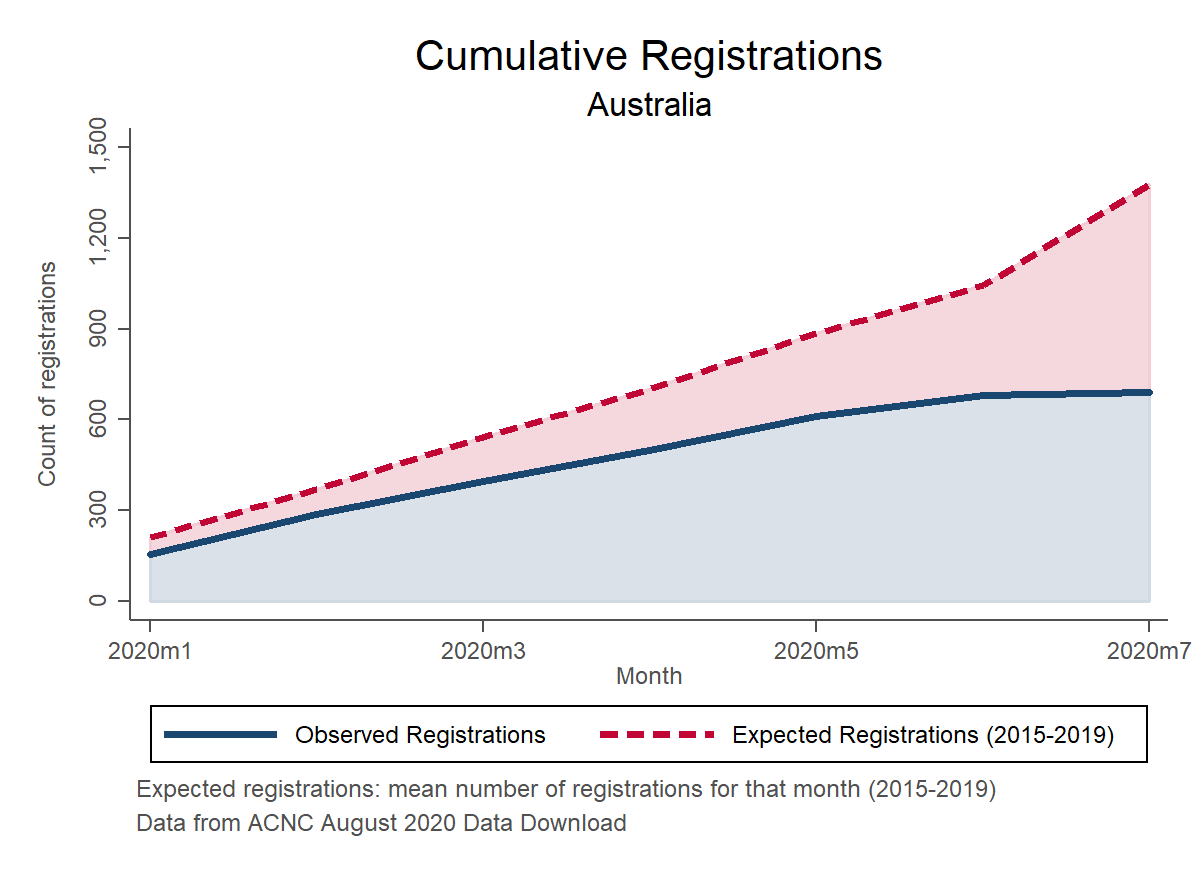 Cumulative Registrations
Australia
Count of registrations
1,500
1,200
900
600
300
0
2020m1 2020m3 2020m5 2020m7
Month
Observed Registrations Expected Registrations (2015-2019)
Expected registrations: mean number of registrations for that month (2015-2019)
Data from ACNC August 2020 Data Download